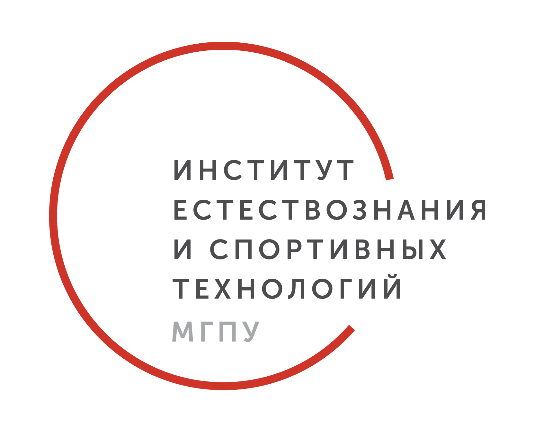 ИНСТИТУТ
ЕСТЕСТВОЗНАНИЯ
И СПОРТИВНЫХ
ТЕХНОЛОГИЙ
МГПУ